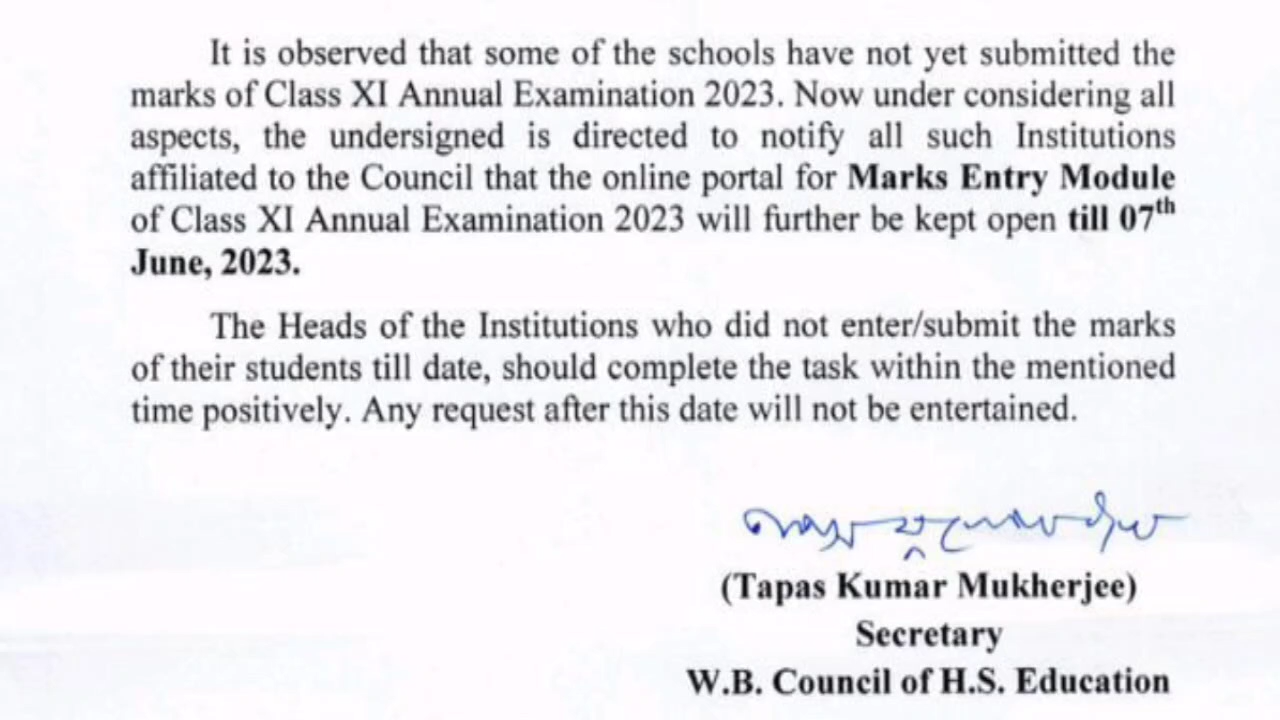 It is observed that some of the schools have not yet submitted the
marks of Class XI Annual Examination 2023. Now under considering all
aspects, the undersigned is directed to notify all such Institutions
affiliated to the Council that the online portal for Marks Entry Module
of Class XI Annual Examination 2023 will further be kept open till 07th
June, 2023.
The Heads of the Institutions who did not enter/submit the marks
of their students till date, should complete the task within the mentioned
time positively. Any request after this date will not be entertained.
(Tapas Kumar Mukherjee)
Secretary
W.B. Council of H.S. Education